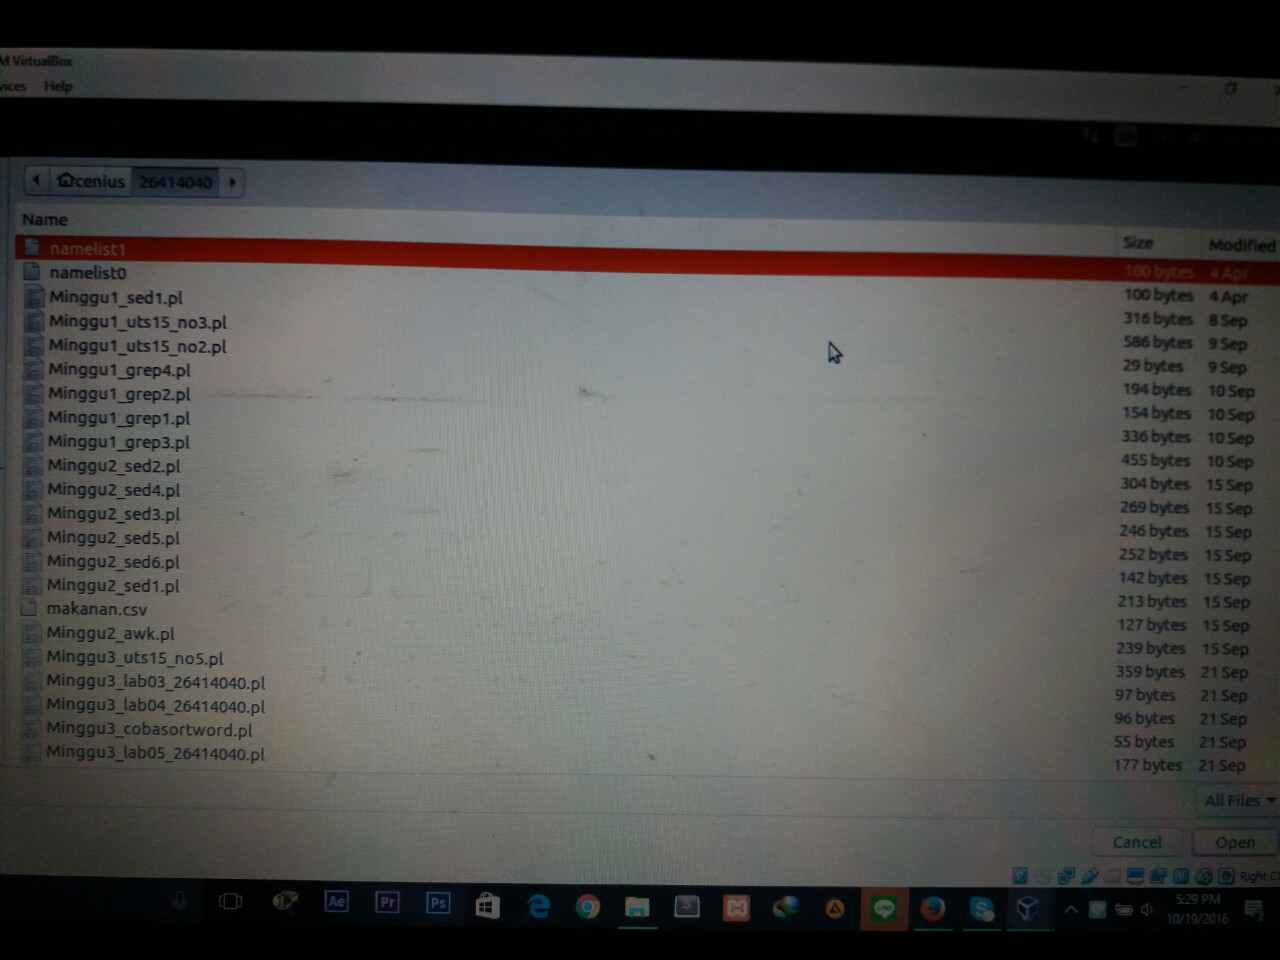 M VirtualBox
vices Help
cenius 26414040
Name Size Modified
namelist1 100 bytes 4 Apr
namelist0 100 bytes 4 Apr
Minggu1_sed1.pl 316 bytes 8 Sep
Minggu1_uts15_no3.pl 586 bytes 9 Sep
Minggu1_uts15_no2.pl 29 bytes 9 Sep
Minggu1_grep4.pl 194 bytes 10 Sep
Minggu1_grep2.pl 154 bytes 10 Sep
Minggu1_grep1.pl 336 bytes 10 Sep
Minggu1_grep3.pl 455 bytes 10 Sep
Minggu2_sed2.pl 304 bytes 15 Sep
Minggu2_sed4.pl 269 bytes 15 Sep
Minggu2_sed3.pl 246 bytes 15 Sep
Minggu2_sed5.pl 252 bytes 15 Sep
Minggu2_sed6.pl 142 bytes 15 Sep
Minggu2_sed1.pl 213 bytes 15 Sep
makanan.csv 127 bytes 15 Sep
Minggu2_awk.pl 239 bytes 15 Sep
Minggu3_uts15_no5.pl 359 bytes 21 Sep
Minggu3_lab03_26414040.pl 97 bytes 21 Sep
Minggu3_lab04_26414040.pl 96 bytes 21 Sep
Minggu3_cobasortword.pl 55 bytes 21 Sep
Minggu3_lab05_26414040.pl 177 bytes 21 Sep
All Files
Cancel Open
Right C
Ae Pr Ps S LINE S 5:29 PM
10/19/2016 2